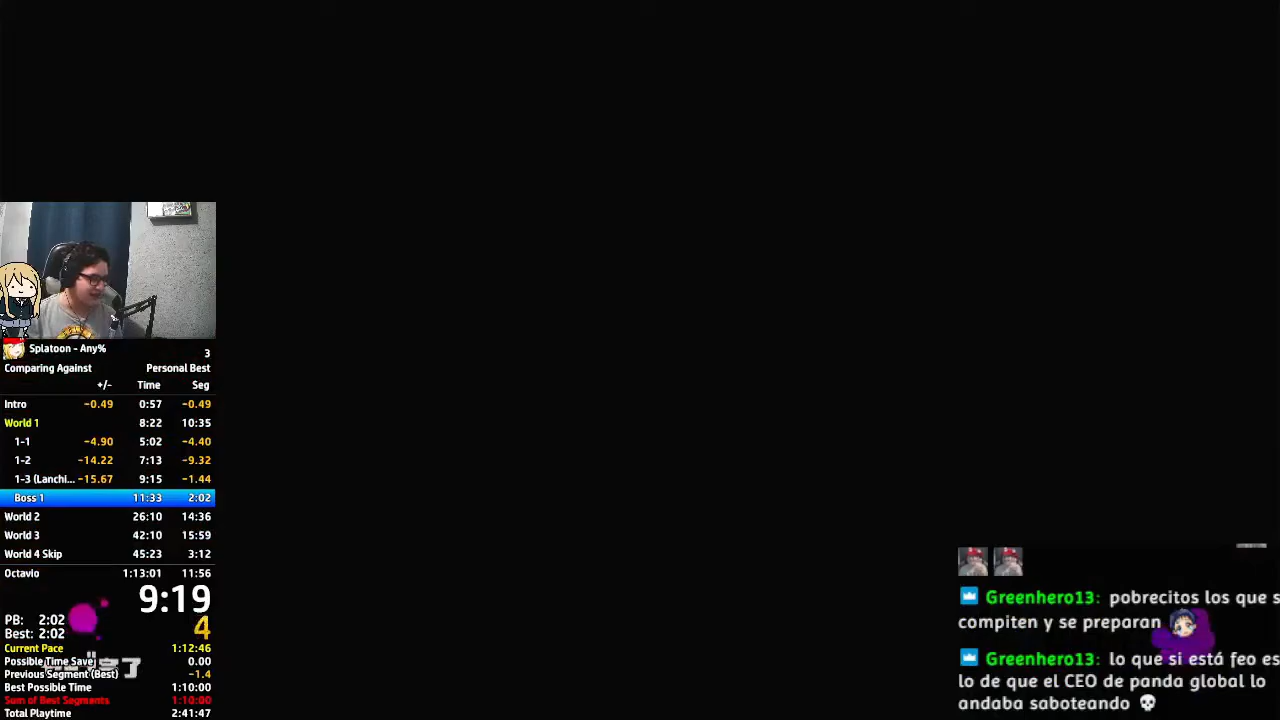 Splatoon - Any%
3
Comparing Against Personal Best
+/- Time Seg
Intro -0.49 0:57 -0.49
World 1 8:22 10:35
1-1 -4.90 5:02 -4.40
1-2 -14.22 7:13 -9.32
1-3 (Lanchi... -15.67 9:15 -1.44
Boss 1 11:33 2:02
World 2 26:10 14:36
World 3 42:10 15:59
World 4 Skip 45:23 3:12
Octavio 1:13:01 11:56
9:19
4
PB: 2:02
Best: 2:02
Current Pace 1:12:46
Possible Time Save 0.00
Previous Segment (Best) -1.4
Best Possible Time 1:10:00
Sum of Best Segments 1:10:00
Total Playtime 2:41:47
Greenhero13: pobrecitos los que s
compiten y se preparan
Greenhero13: lo que si está feo es
lo de que el CEO de panda global lo
andaba saboteando 💀